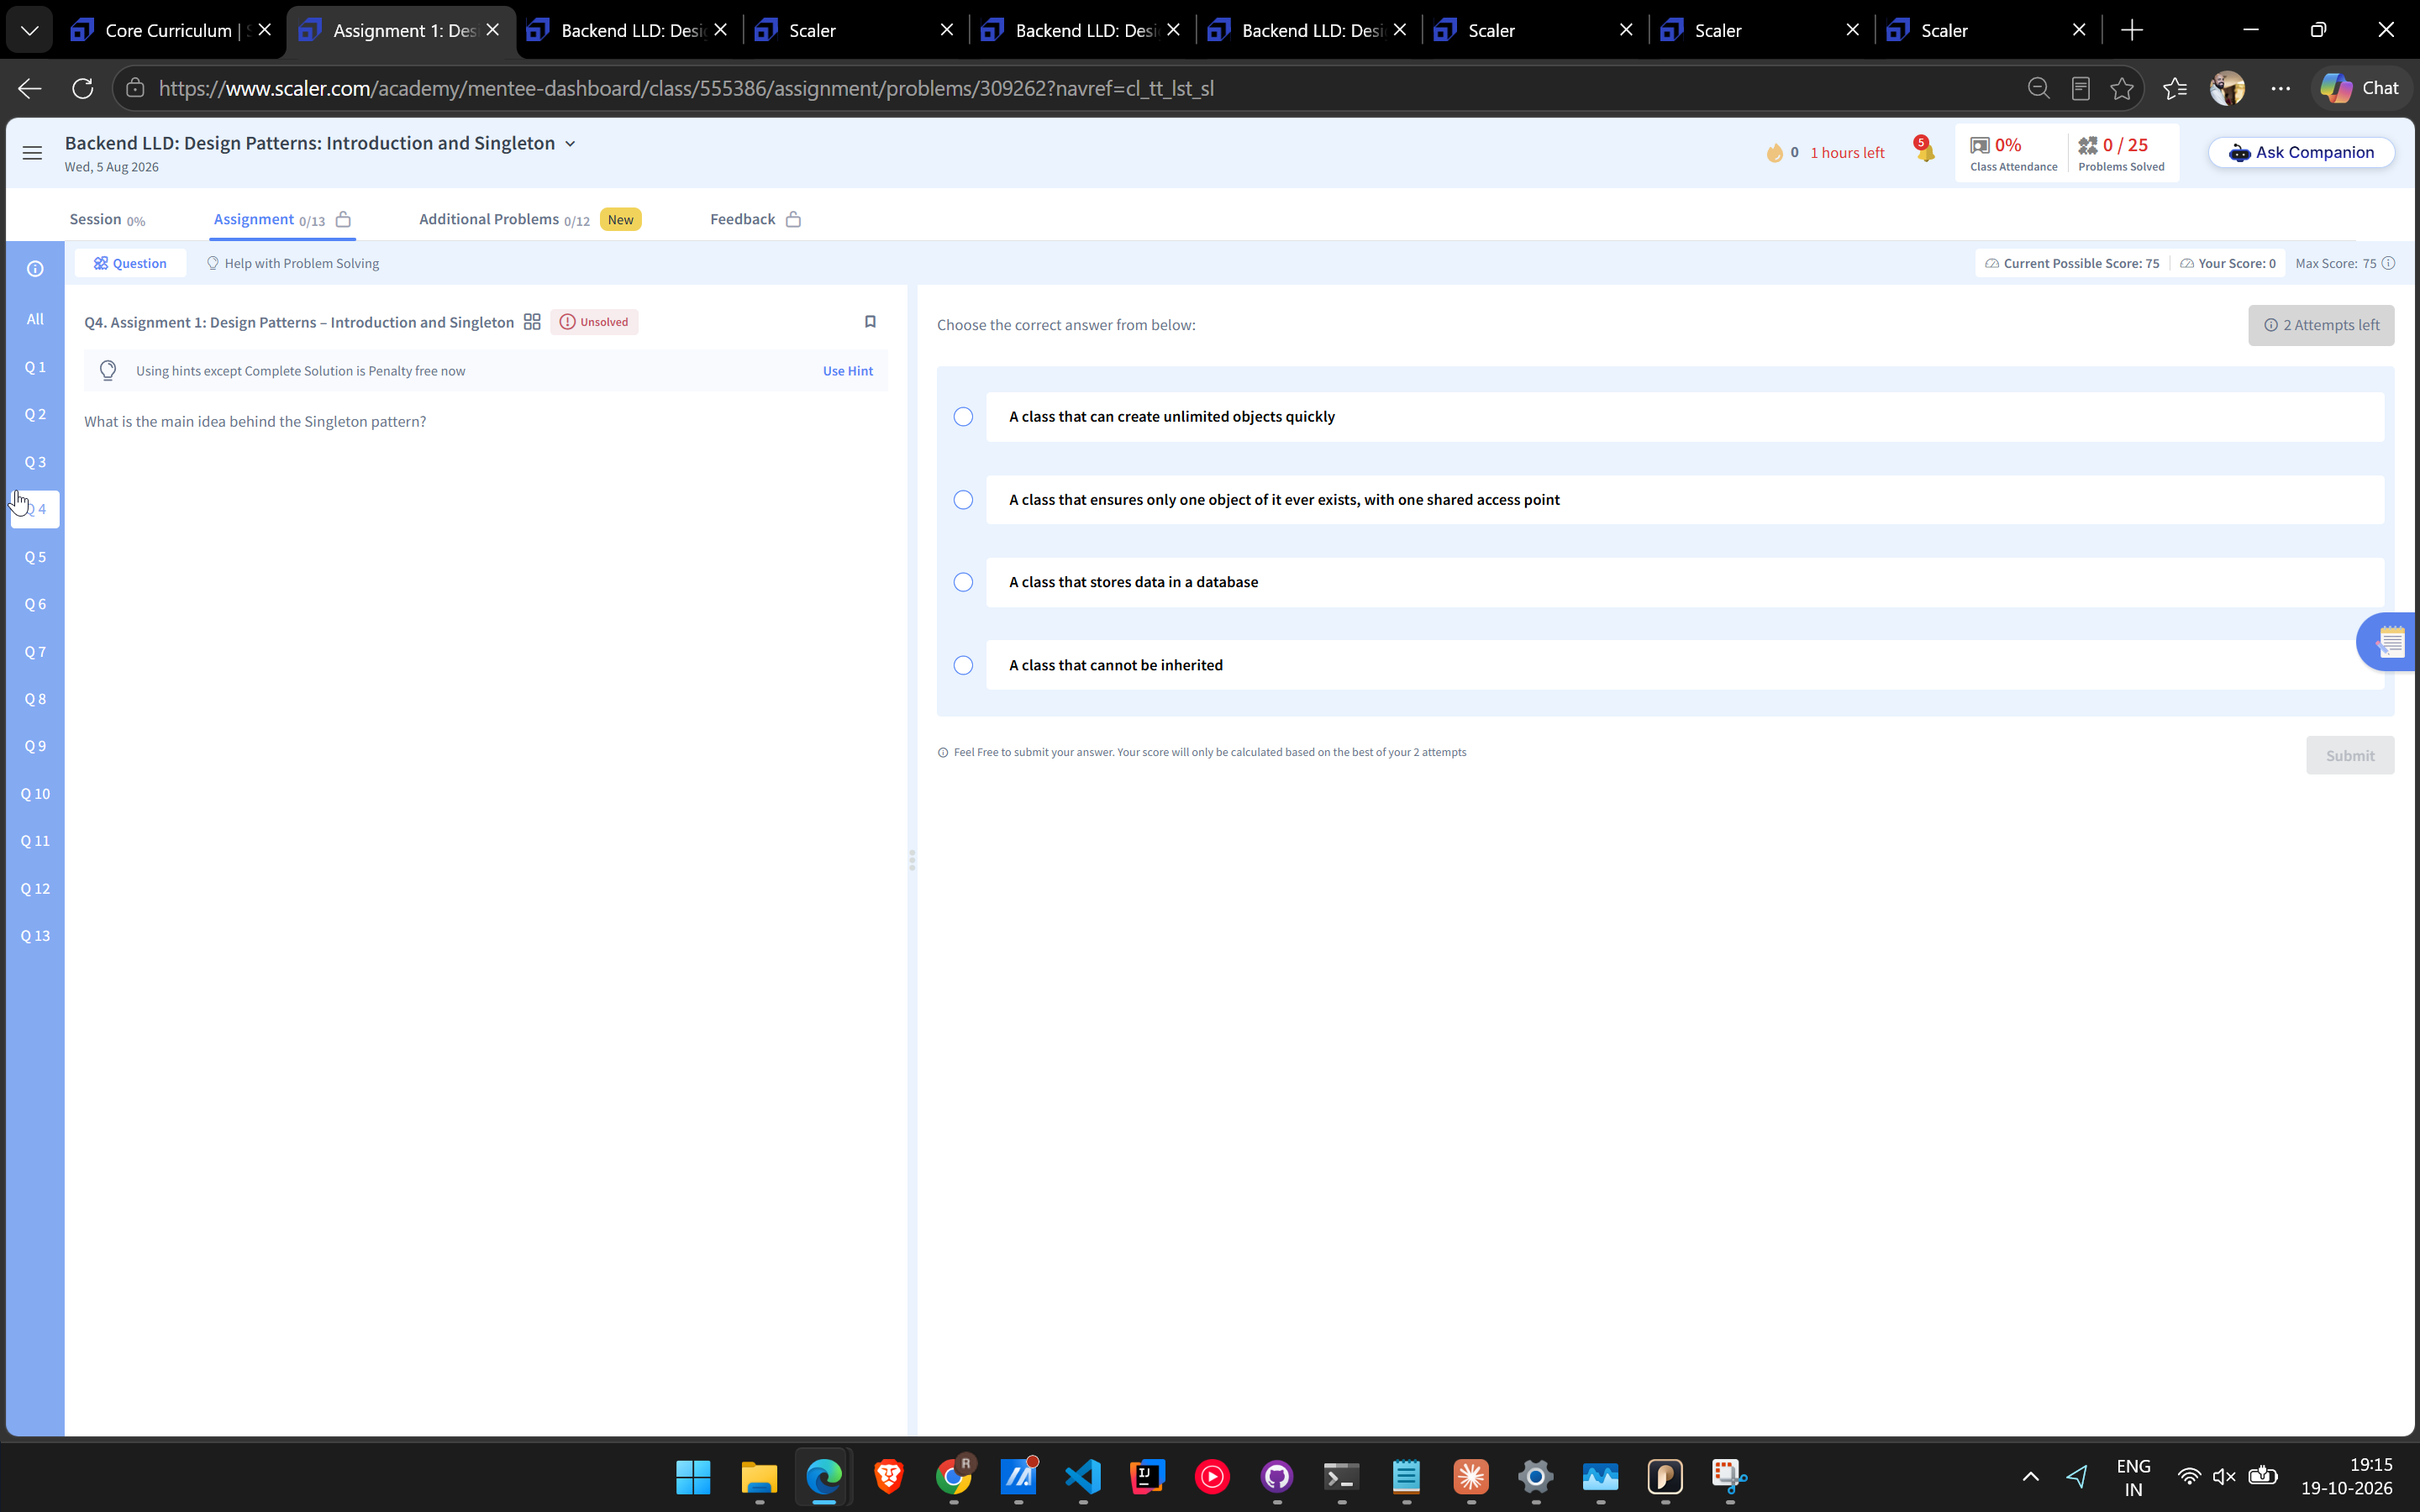 Core Curriculum |
Assignment 1: Des
Backend LLD: Desi
Scaler
Backend LLD: Desi
Backend LLD: Desi
Scaler
Scaler
Scaler
https://www.scaler.com/academy/mentee-dashboard/class/555386/assignment/problems/309262?navref=cl_tt_lst_sl
Chat
Backend LLD: Design Patterns: Introduction and Singleton
Wed, 5 Aug 2026
0 1 hours left
5
0%
Class Attendance
0 / 25
Problems Solved
Ask Companion
Session 0%
Assignment 0/13
Additional Problems 0/12 New
Feedback
Question
Help with Problem Solving
Current Possible Score: 75
Your Score: 0
Max Score: 75
All
Q 1
Q 2
Q 3
Q 4
Q 5
Q 6
Q 7
Q 8
Q 9
Q 10
Q 11
Q 12
Q 13
Q4. Assignment 1: Design Patterns – Introduction and Singleton
Unsolved
Using hints except Complete Solution is Penalty free now
Use Hint
What is the main idea behind the Singleton pattern?
Choose the correct answer from below:
2 Attempts left
A class that can create unlimited objects quickly
A class that ensures only one object of it ever exists, with one shared access point
A class that stores data in a database
A class that cannot be inherited
Feel Free to submit your answer. Your score will only be calculated based on the best of your 2 attempts
Submit
R
IJ
ENG
IN
19:15
19-10-2026